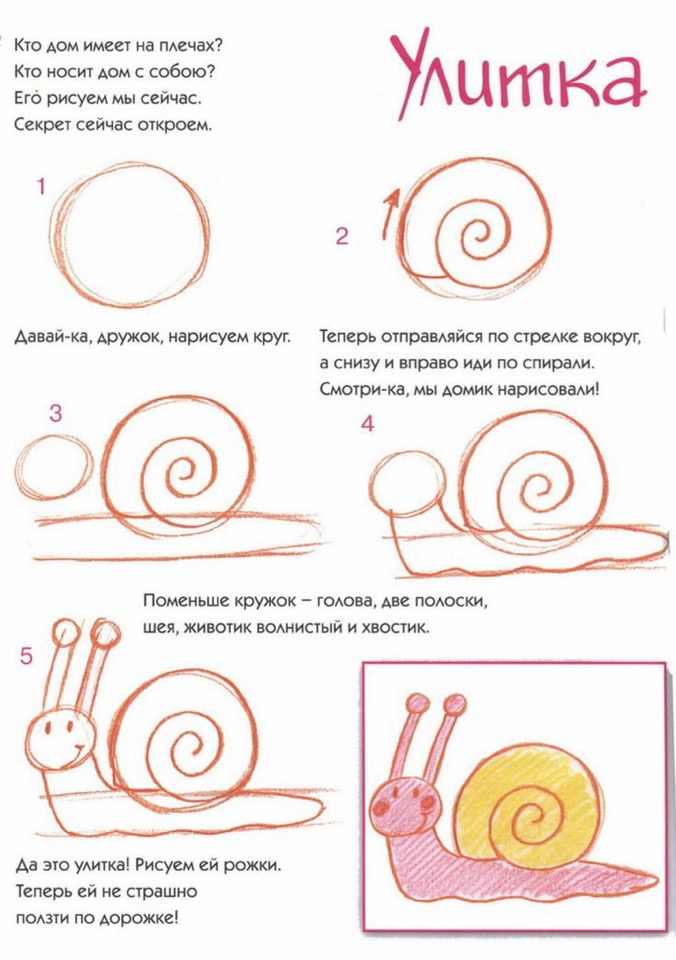 Улитка
Кто дом имеет на плечах?
Кто носит дом с собою?
Его рисуем мы сейчас.
Секрет сейчас откроем.
1
Давай-ка, дружок, нарисуем круг.
2
Теперь отправляйся по стрелке вокруг,
а снизу и вправо иди по спирали.
Смотри-ка, мы домик нарисовали!
3
4
Поменьше кружок – голова, две полоски,
шея, животик волнистый и хвостик.
5
Да это улитка! Рисуем ей рожки.
Теперь ей не страшно
ползти по дорожке!